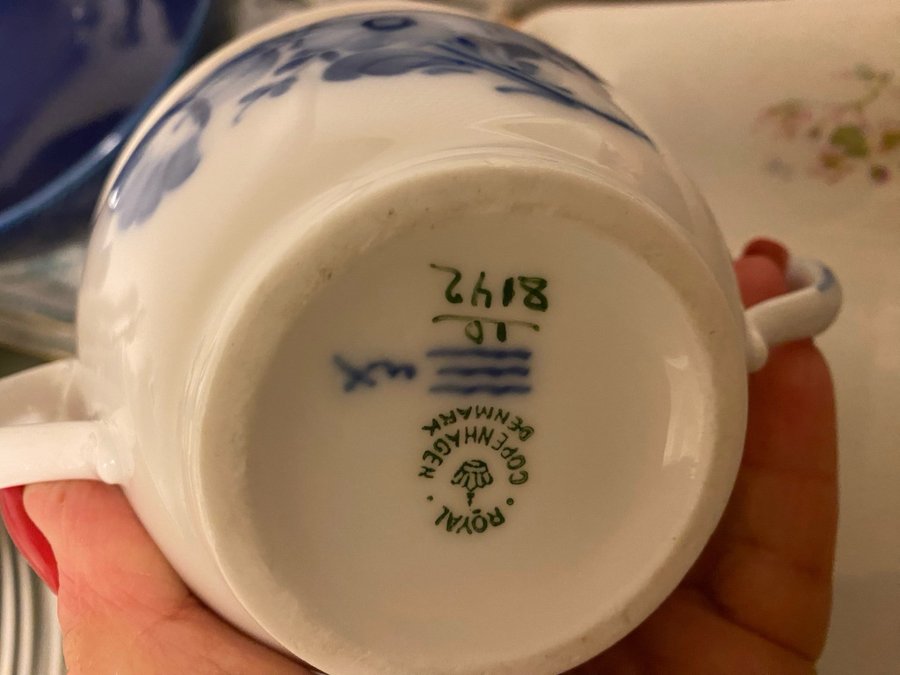 ROYAL
COPENHAGEN
DENMARK
10
8142